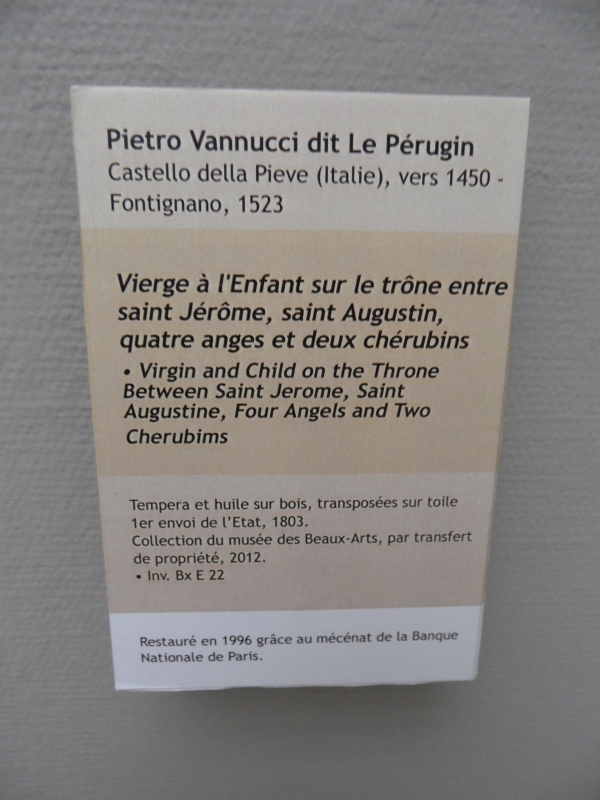 Pietro Vannucci dit Le Pérugin
Castello della Pieve (Italie), vers 1450 -
Fontignano, 1523
Vierge à l'Enfant sur le trône entre
saint Jérôme, saint Augustin,
quatre anges et deux chérubins
• Virgin and Child on the Throne
Between Saint Jerome, Saint
Augustine, Four Angels and Two
Cherubims
Tempera et huile sur bois, transposées sur toile
1er envoi de l'Etat, 1803.
Collection du musée des Beaux-Arts, par transfert
de propriété, 2012.
• Inv. Bx E 22
Restauré en 1996 grâce au mécénat de la Banque
Nationale de Paris.